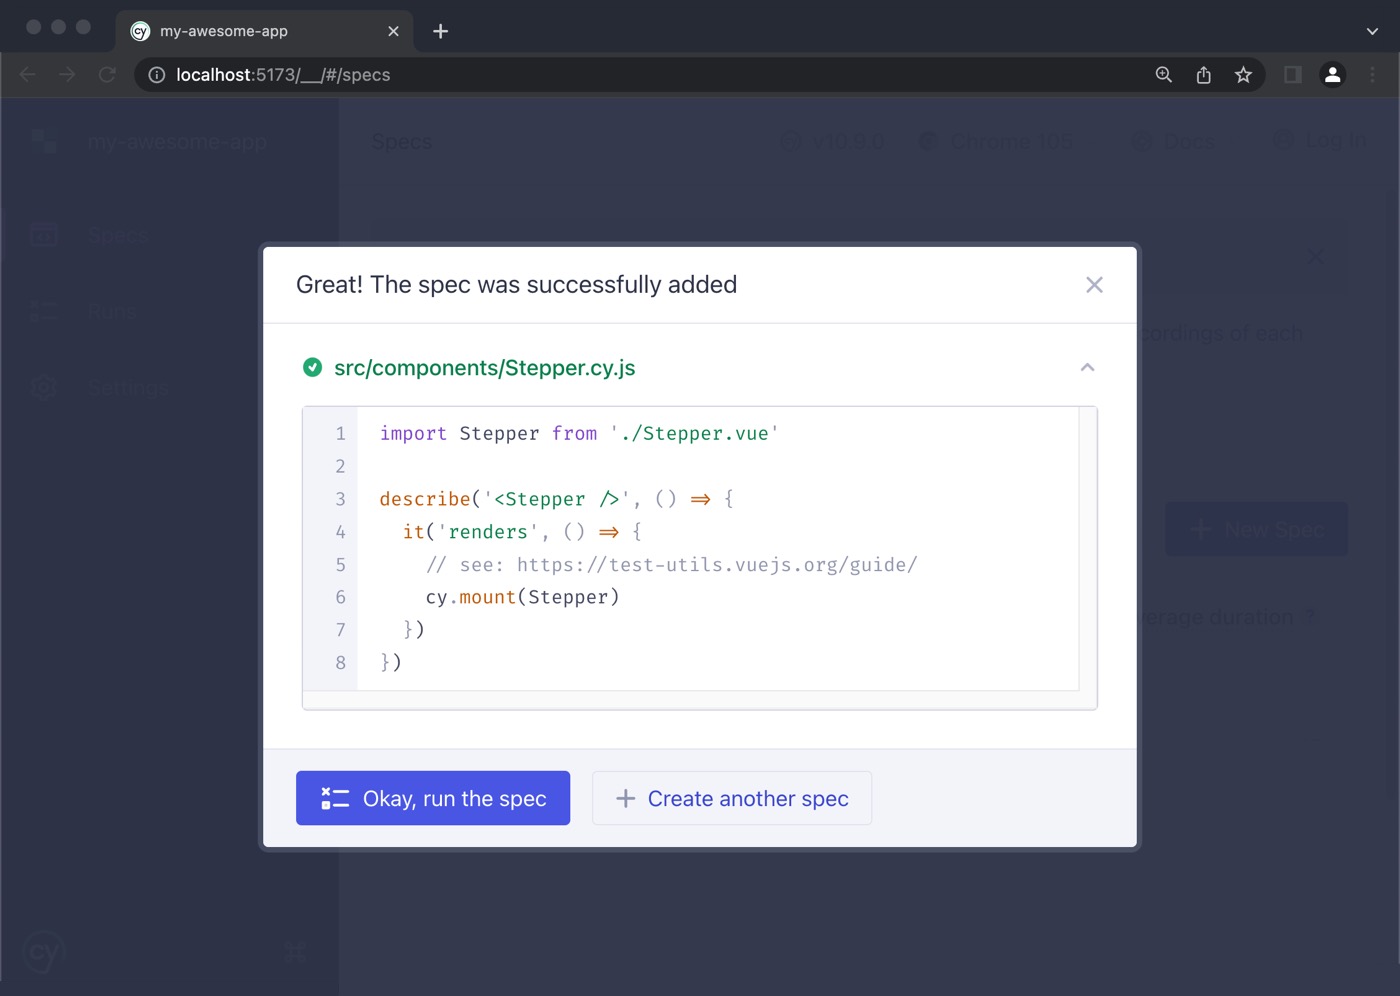 my-awesome-app
localhost:5173/__/#/specs
my-awesome-app
Specs
v10.9.0
Chrome 105
Docs
Log In
Specs
Runs
Settings
cordings of each
New Spec
verage duration ?
Great! The spec was successfully added
src/components/Stepper.cy.js
1 import Stepper from './Stepper.vue'
2
3 describe('<Stepper />', () => {
4 it('renders', () => {
5 // see: https://test-utils.vuejs.org/guide/
6 cy.mount(Stepper)
7 })
8 })
Okay, run the spec
Create another spec
cy